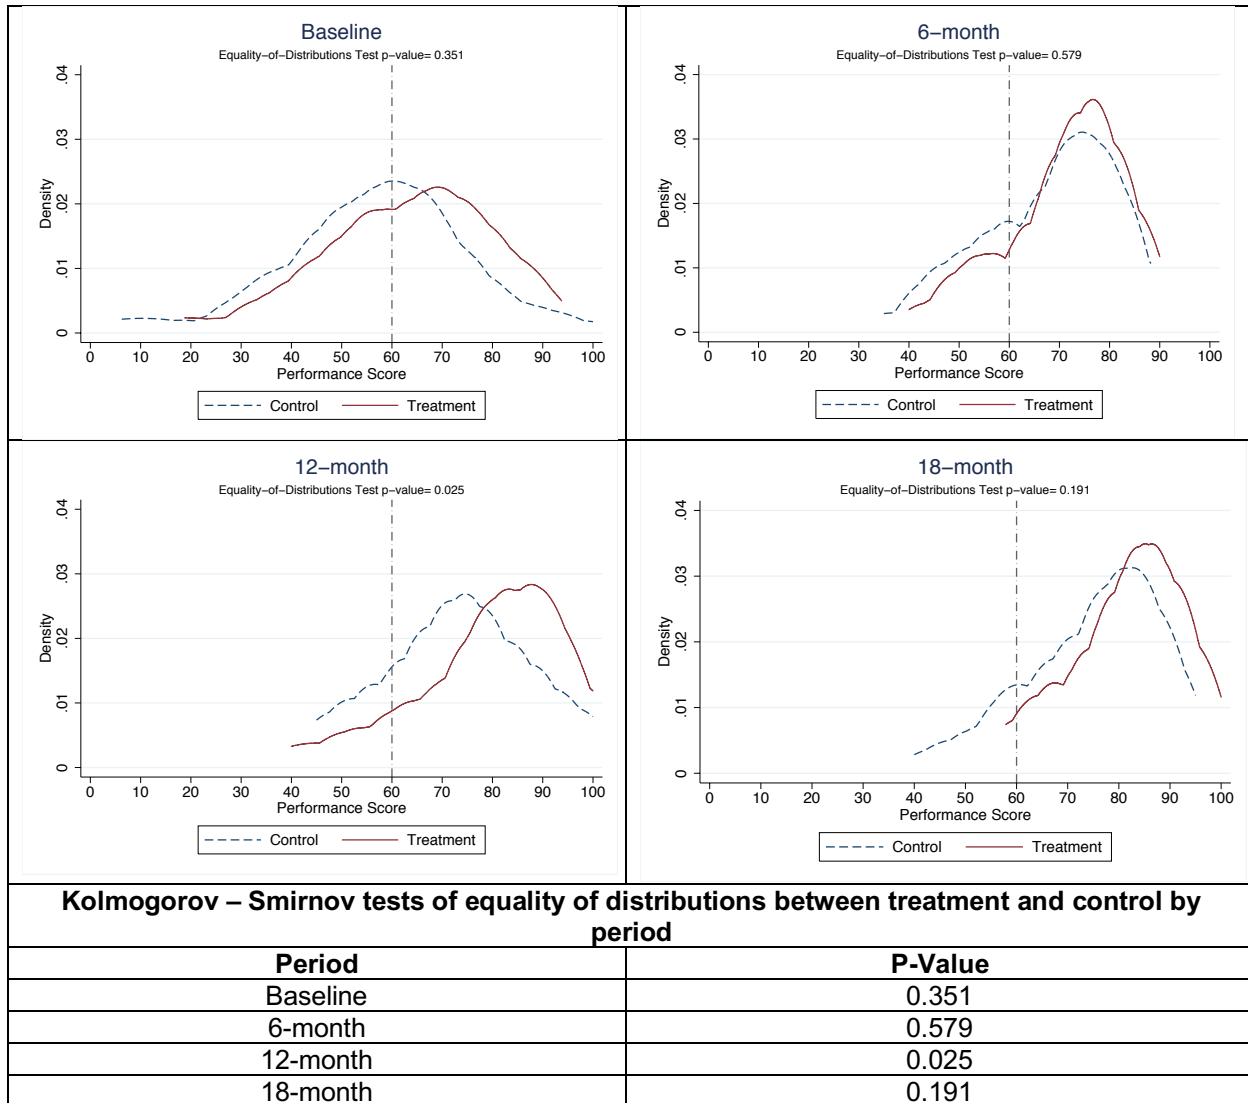 Baseline
Equality-of-Distributions Test p-value= 0.351
.04
.03
.02
.01
0
Density
0 10 20 30 40 50 60 70 80 90 100
Performance Score
Control Treatment
6-month
Equality-of-Distributions Test p-value= 0.579
.04
.03
.02
.01
0
Density
0 10 20 30 40 50 60 70 80 90 100
Performance Score
Control Treatment
12-month
Equality-of-Distributions Test p-value= 0.025
.04
.03
.02
.01
0
Density
0 10 20 30 40 50 60 70 80 90 100
Performance Score
Control Treatment
18-month
Equality-of-Distributions Test p-value= 0.191
.04
.03
.02
.01
0
Density
0 10 20 30 40 50 60 70 80 90 100
Performance Score
Control Treatment
Kolmogorov – Smirnov tests of equality of distributions between treatment and control by
period
Period P-Value
Baseline 0.351
6-month 0.579
12-month 0.025
18-month 0.191